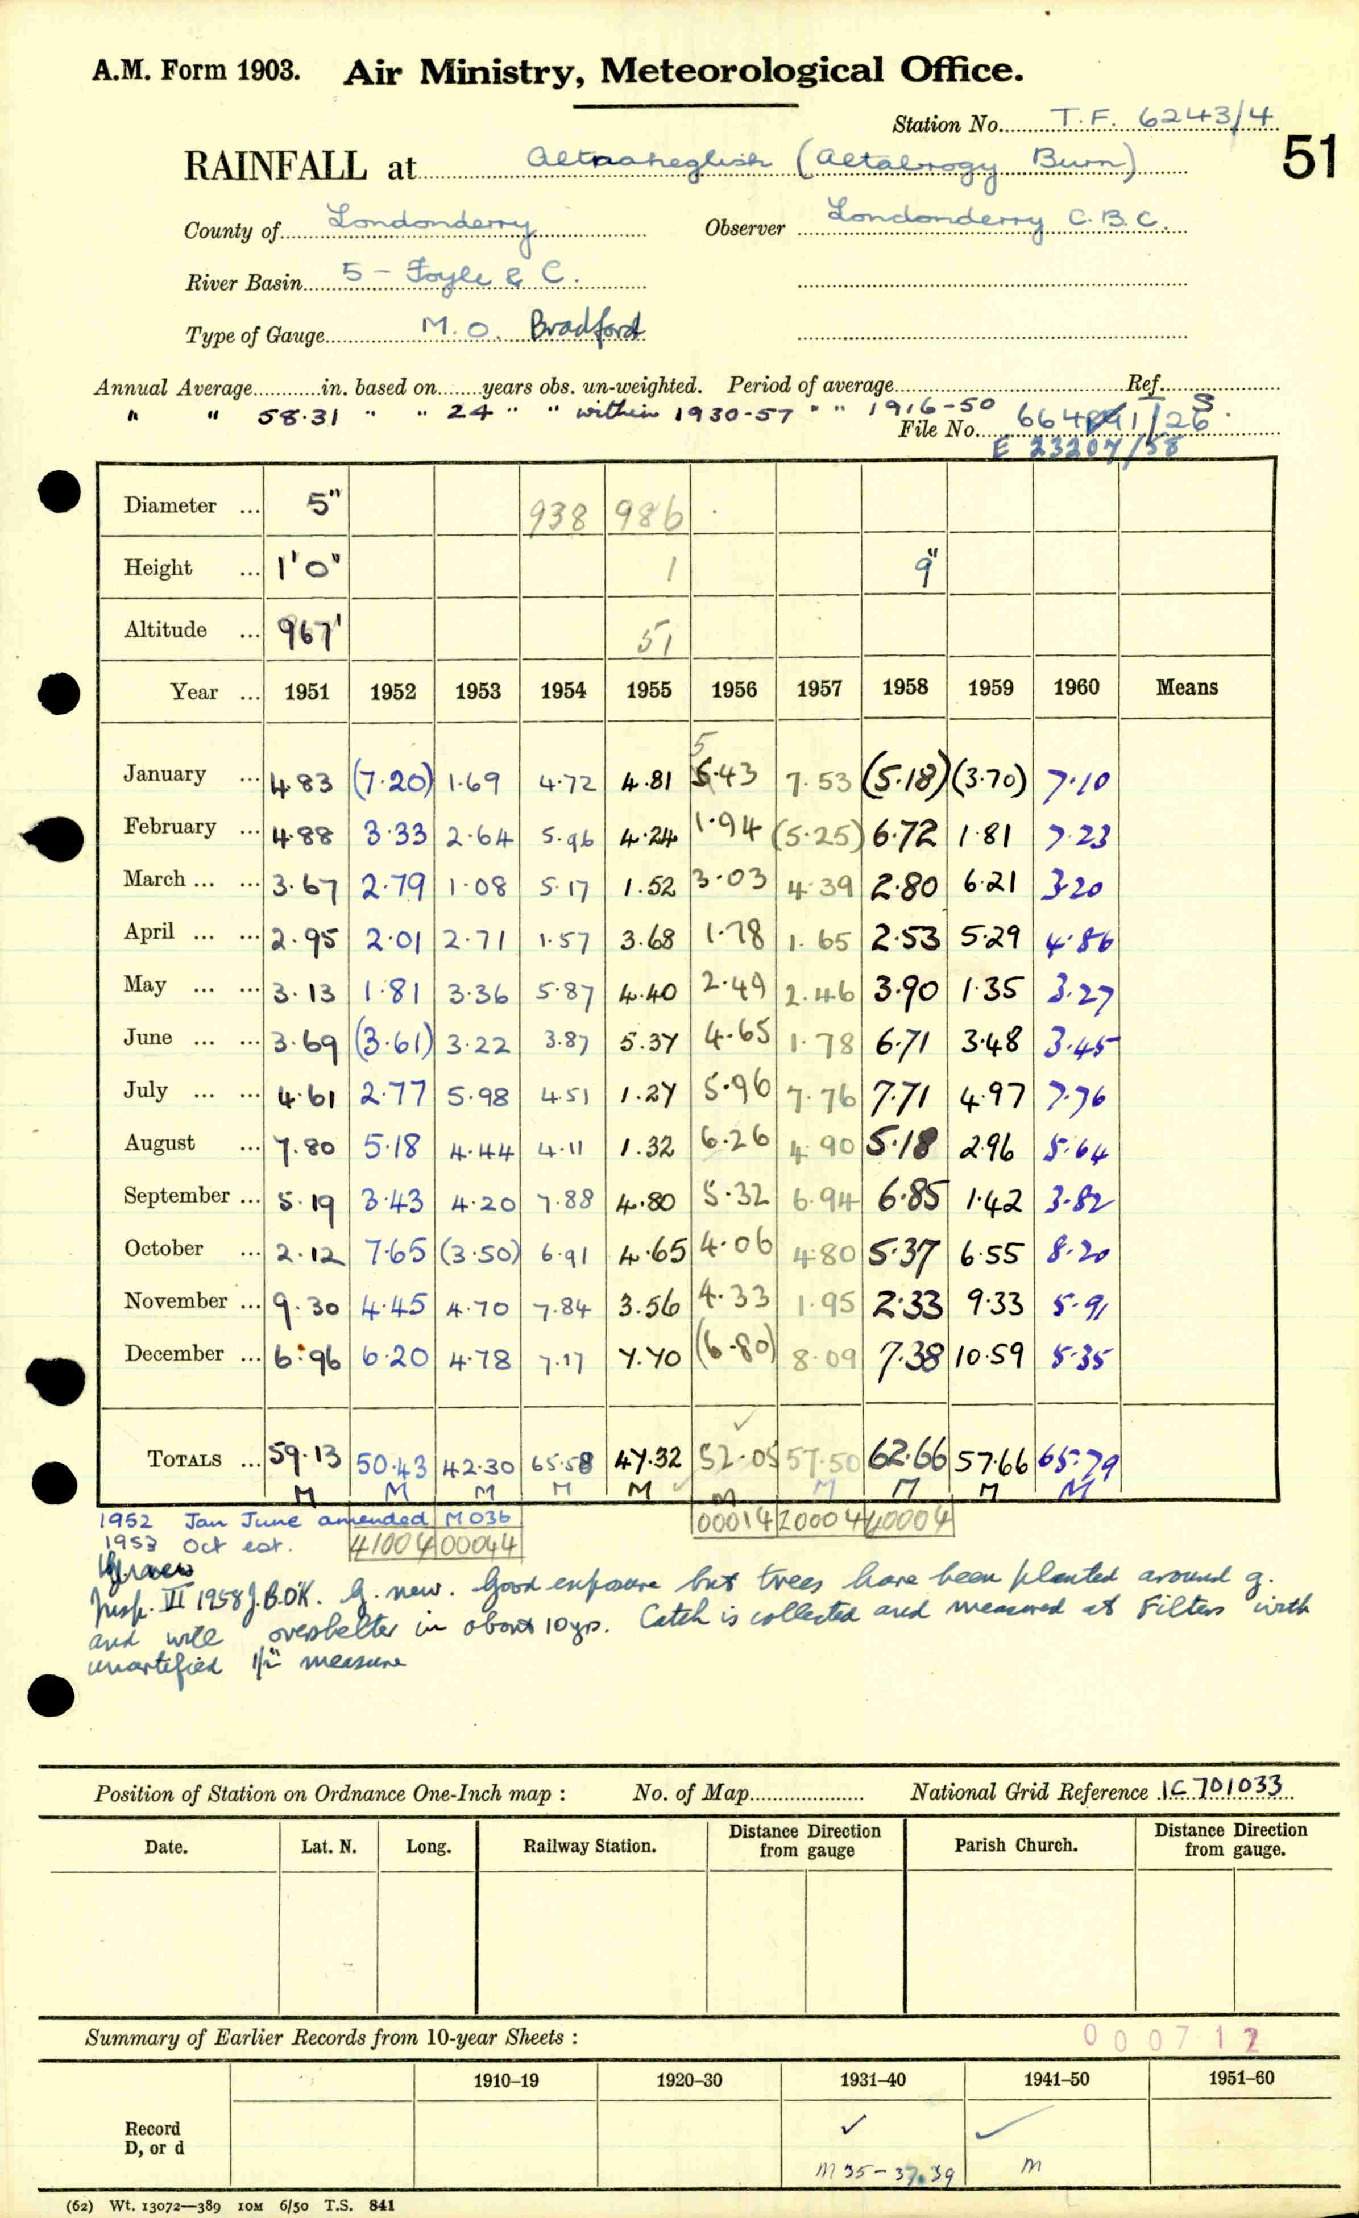 A.M. Form 1903. Air Ministry, Meteorological Office.
Station No. T.F. 6243/4
51
RAINFALL at Altnaheglish (Altabrogy Burn)
County of Londonderry Observer Londonderry C.B.C.
River Basin 5 - Foyle & C.
Type of Gauge M.O. Bradford
Annual Average in. based on years obs. un-weighted. Period of average Ref.
" " 58.31 " " 24 " " within 1930-57 " " 1916-50
File No. 664 1/26 S.
E 23207/58
Diameter ... 5" 938 986
Height ... 1'0" 1 9"
Altitude ... 967' 51
Year ... 1951 1952 1953 1954 1955 1956 1957 1958 1959 1960 Means
January ... 4.83 (7.20) 1.69 4.72 4.81 5.43 7.53 (5.18) (3.70) 7.10
February ... 4.88 3.33 2.64 5.96 4.24 1.94 (5.25) 6.72 1.81 7.23
March ... ... 3.67 2.79 1.08 5.17 1.52 3.03 4.39 2.80 6.21 3.20
April ... ... 2.95 2.01 2.71 1.57 3.68 1.78 1.65 2.53 5.29 4.86
May ... ... 3.13 1.81 3.36 5.87 4.40 2.49 2.46 3.90 1.35 3.27
June ... ... 3.69 (3.61) 3.22 3.87 5.37 4.65 1.78 6.71 3.48 3.45
July ... ... 4.61 2.77 5.98 4.51 1.27 5.96 7.76 7.71 4.97 7.76
August ... 7.80 5.18 4.44 4.11 1.32 6.26 4.90 5.18 2.96 5.64
September ... 5.19 3.43 4.20 7.88 4.80 5.32 6.94 6.85 1.42 3.82
October ... 2.12 7.65 (3.50) 6.91 4.65 4.06 4.80 5.37 6.55 8.20
November ... 9.30 4.45 4.70 7.84 3.56 4.33 1.95 2.33 9.33 5.91
December ... 6.96 6.20 4.78 7.17 7.70 (6.80) 8.09 7.38 10.59 5.35
TOTALS ... 59.13 50.43 42.30 65.58 47.32 52.05 57.50 62.66 57.66 65.79
M M M M M M M M M M
1952 Jan June amended M036
00014 20004 40004
1953 Oct est. 41004 00044
Insp. VI 1958 J.B.O'K. G. new. Good exposure but trees have been planted around g.
and will overshelter in about 10 yrs. Catch is collected and measured at Filters with
uncertified 1/2" measure
Position of Station on Ordnance One-Inch map : No. of Map National Grid Reference IC 701033
Date. Lat. N. Long. Railway Station. Distance from gauge Direction Parish Church. Distance from gauge. Direction
Summary of Earlier Records from 10-year Sheets :
000712
1910–19 1920–30 1931–40 1941–50 1951–60
Record D, or d ✓ ✓
M 35 - 37.39 M
(62) Wt. 13072—389 10M 6/50 T.S. 841